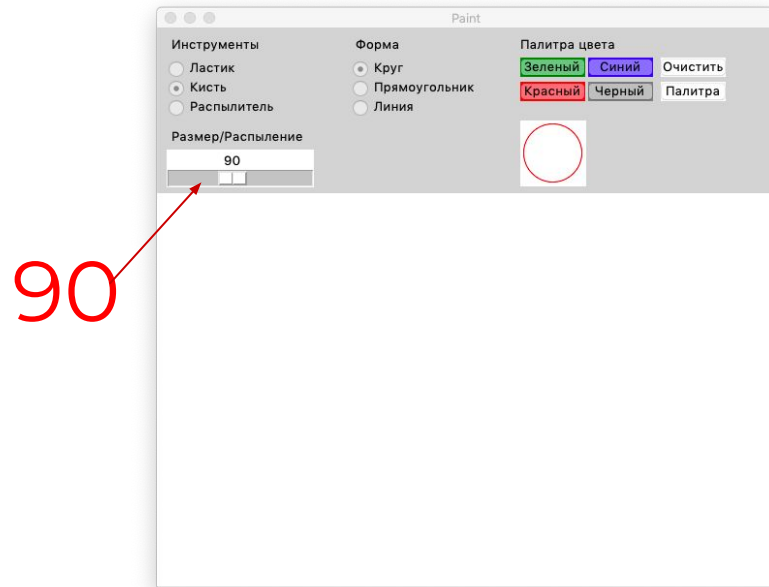 Paint
Инструменты
Ластик
Кисть
Распылитель
Размер/Распыление
90
Форма
Круг
Прямоугольник
Линия
Палитра цвета
Зеленый Синий Очистить
Красный Черный Палитра
90